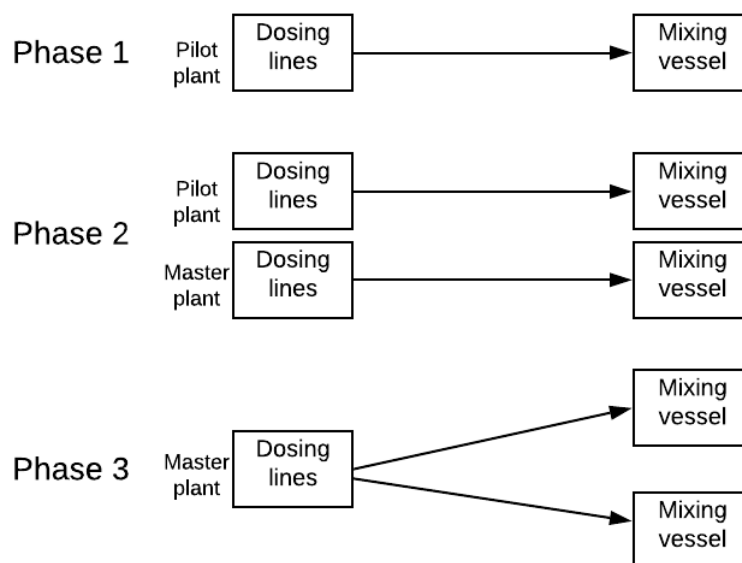 Phase 1
Pilot
plant
Dosing
lines
Mixing
vessel
Phase 2
Pilot
plant
Dosing
lines
Mixing
vessel
Master
plant
Dosing
lines
Mixing
vessel
Phase 3
Master
plant
Dosing
lines
Mixing
vessel
Mixing
vessel